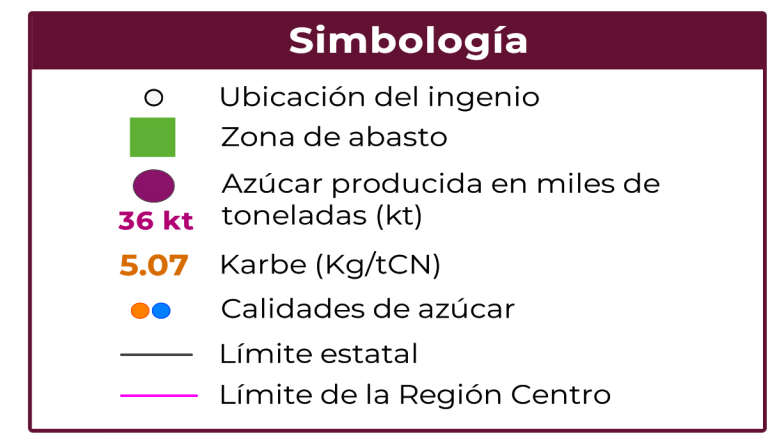 Simbología
Ubicación del ingenio
Zona de abasto
Azúcar producida en miles de
36 kt toneladas (kt)
5.07 Karbe (Kg/tCN)
Calidades de azúcar
Límite estatal
Límite de la Región Centro